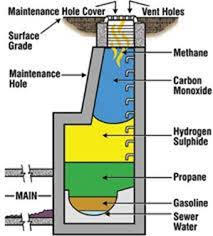 Maintenance Hole Cover
Vent Holes
Surface
Grade
Methane
Maintenance
Hole
Carbon
Monoxide
Hydrogen
Sulphide
Propane
MAIN
Gasoline
Sewer
Water